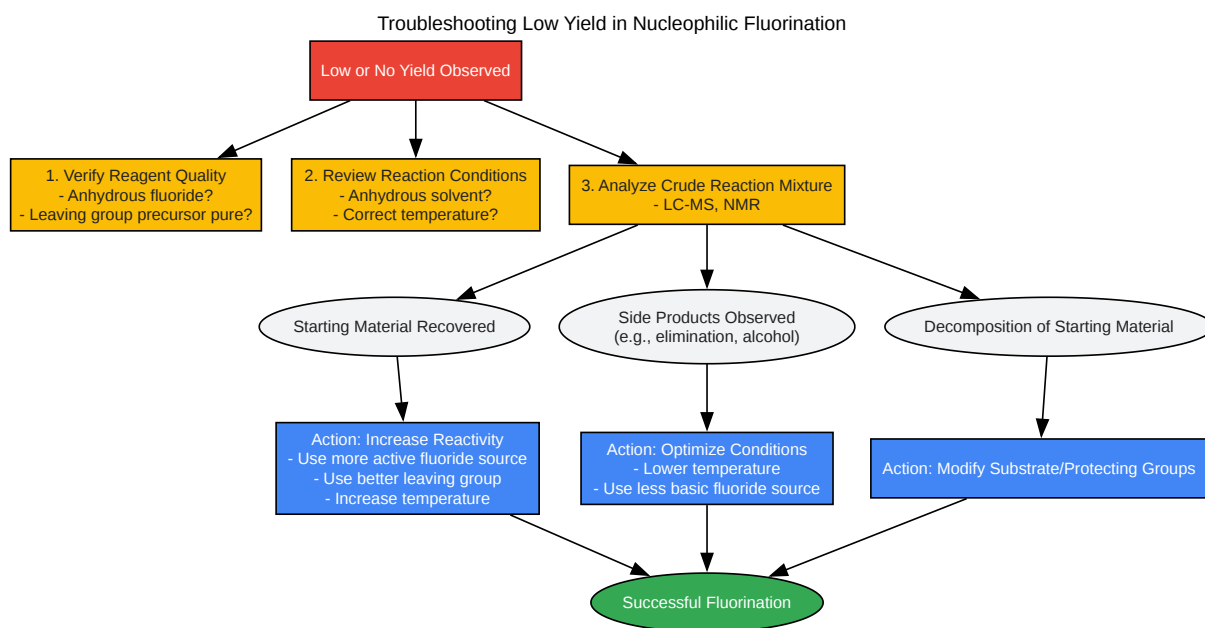 Troubleshooting Low Yield in Nucleophilic Fluorination
Low or No Yield Observed
1. Verify Reagent Quality
- Anhydrous fluoride?
- Leaving group precursor pure?
2. Review Reaction Conditions
- Anhydrous solvent?
- Correct temperature?
3. Analyze Crude Reaction Mixture
- LC-MS, NMR
Starting Material Recovered
Side Products Observed
(e.g., elimination, alcohol)
Decomposition of Starting Material
Action: Increase Reactivity
- Use more active fluoride source
- Use better leaving group
- Increase temperature
Action: Optimize Conditions
- Lower temperature
- Use less basic fluoride source
Action: Modify Substrate/Protecting Groups
Successful Fluorination